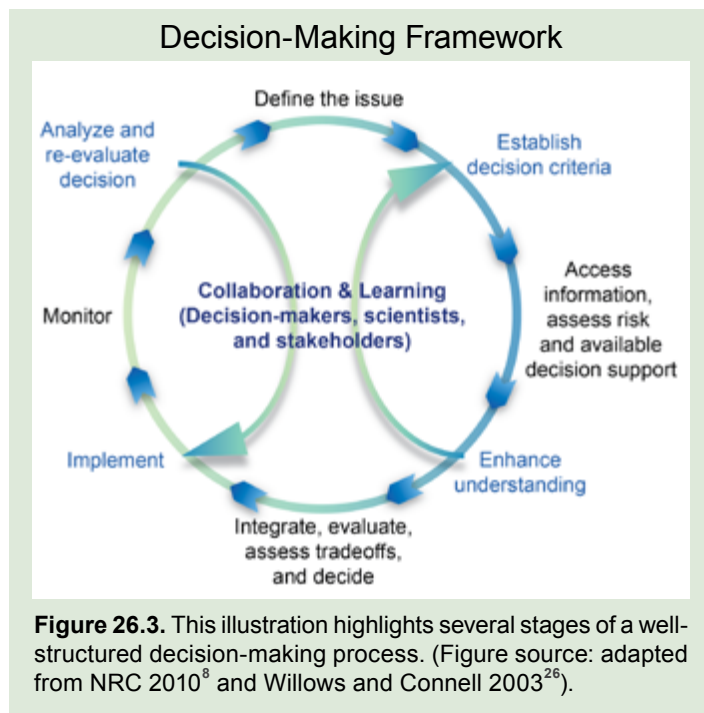 Decision-Making Framework
Define the issue
Analyze and
re-evaluate
decision
Establish
decision criteria
Access
information,
assess risk
and available
decision support
Collaboration & Learning
(Decision-makers, scientists,
and stakeholders)
Monitor
Implement
Enhance
understanding
Integrate, evaluate,
assess tradeoffs,
and decide
Figure 26.3. This illustration highlights several stages of a well-
structured decision-making process. (Figure source: adapted
from NRC 2010⁸ and Willows and Connell 2003²⁶).